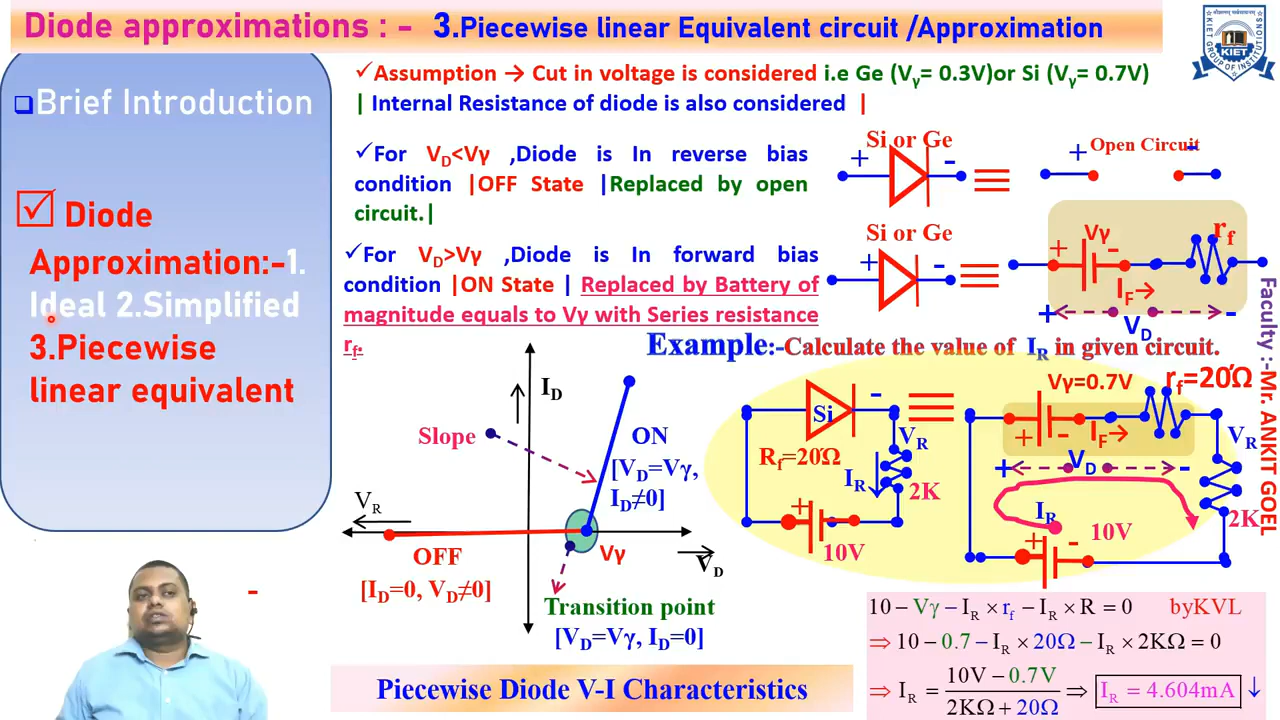 Diode approximations : - 3.Piecewise linear Equivalent circuit /Approximation
KIET
KIET GROUP OF INSTITUTIONS
Brief Introduction
Diode
Approximation:-1.
Ideal 2.Simplified
3.Piecewise
linear equivalent
✓Assumption → Cut in voltage is considered i.e Ge (Vγ= 0.3V)or Si (Vγ= 0.7V)
| Internal Resistance of diode is also considered |
✓For VD<Vγ ,Diode is In reverse bias
condition |OFF State |Replaced by open
circuit.|
Si or Ge
+ -
Open Circuit
+ -
✓For VD>Vγ ,Diode is In forward bias
condition |ON State | Replaced by Battery of
magnitude equals to Vγ with Series resistance
rf.
Si or Ge
+ -
Vγ
rf
+ -
IF→
+ VD -
Example:-Calculate the value of IR in given circuit.
ID
Slope
ON
[VD=Vγ,
ID≠0]
VR
OFF
[ID=0, VD≠0]
Vγ
VD
Transition point
[VD=Vγ, ID=0]
Piecewise Diode V-I Characteristics
Si
-
Rf=20Ω
VR
IR
2K
10V
Vγ=0.7V
rf=20Ω
+ -
IF→
+ VD -
VR
IR
2K
10V
+ -
10 − Vγ − IR × rf − IR × R = 0 byKVL
⇒ 10 − 0.7 − IR × 20Ω − IR × 2KΩ = 0
⇒ IR = 10V − 0.7V / 2KΩ + 20Ω ⇒ IR = 4.604mA ↓
Faculty :-Mr. ANKIT GOEL
-